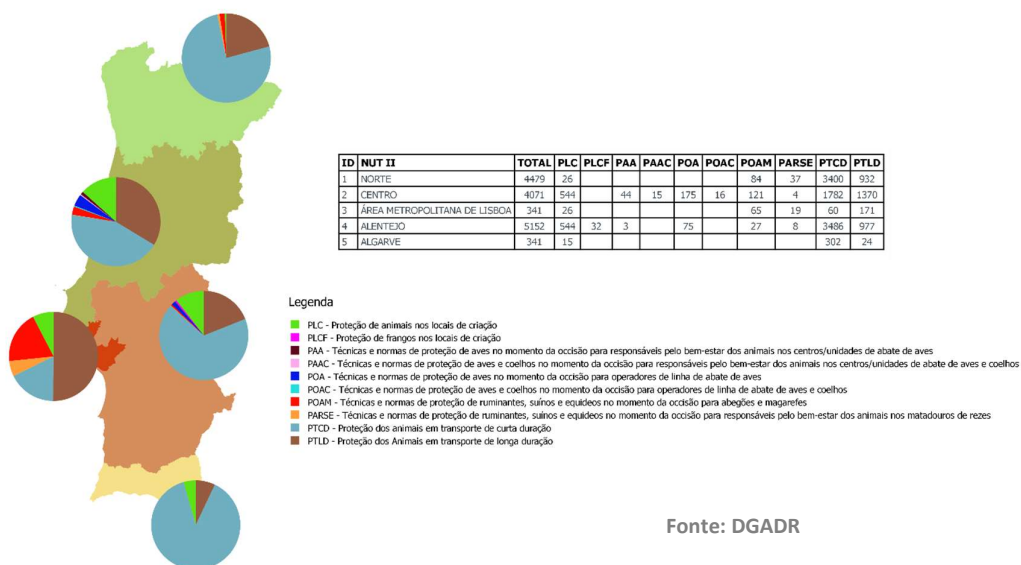 ID NUT II TOTAL PLC PLCF PAA PAAC POA POAC POAM PARSE PTCD PTLD
1 NORTE 4479 26 84 37 3400 932
2 CENTRO 4071 544 44 15 175 16 121 4 1782 1370
3 ÁREA METROPOLITANA DE LISBOA 341 26 65 19 60 171
4 ALENTEJO 5152 544 32 3 75 27 8 3486 977
5 ALGARVE 341 15 302 24
Legenda
PLC - Proteção de animais nos locais de criação
PLCF - Proteção de frangos nos locais de criação
PAA - Técnicas e normas de proteção de aves no momento da occisão para responsáveis pelo bem-estar dos animais nos centros/unidades de abate de aves
PAAC - Técnicas e normas de proteção de aves e coelhos no momento da occisão para responsáveis pelo bem-estar dos animais nos centros/unidades de abate de aves e coelhos
POA - Técnicas e normas de proteção de aves no momento da occisão para operadores de linha de abate de aves
POAC - Técnicas e normas de proteção de aves e coelhos no momento da occisão para operadores de linha de abate de aves e coelhos
POAM - Técnicas e normas de proteção de ruminantes, suínos e equideos no momento da occisão para abegões e magarefes
PARSE - Técnicas e normas de proteção de ruminantes, suínos e equideos no momento da occisão para responsáveis pelo bem-estar dos animais nos matadouros de rezes
PTCD - Proteção dos animais em transporte de curta duração
PTLD - Proteção dos Animais em transporte de longa duração
Fonte: DGADR